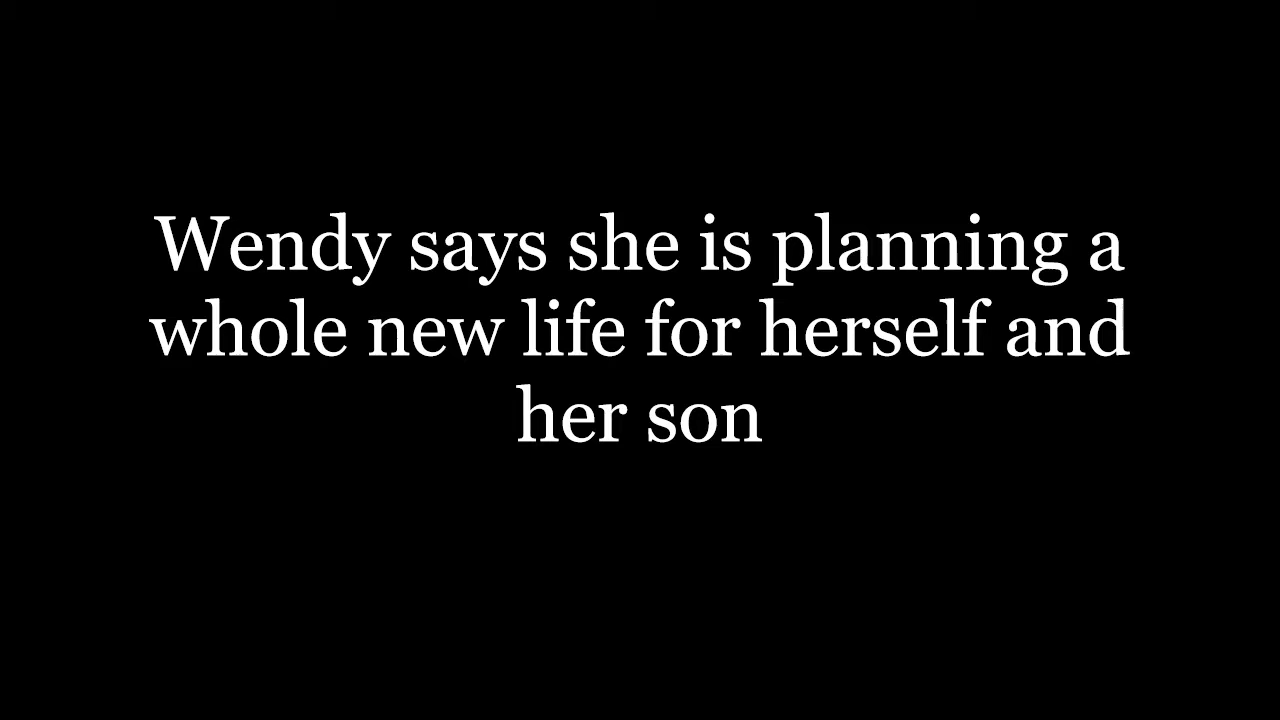 Wendy says she is planning a
whole new life for herself and
her son